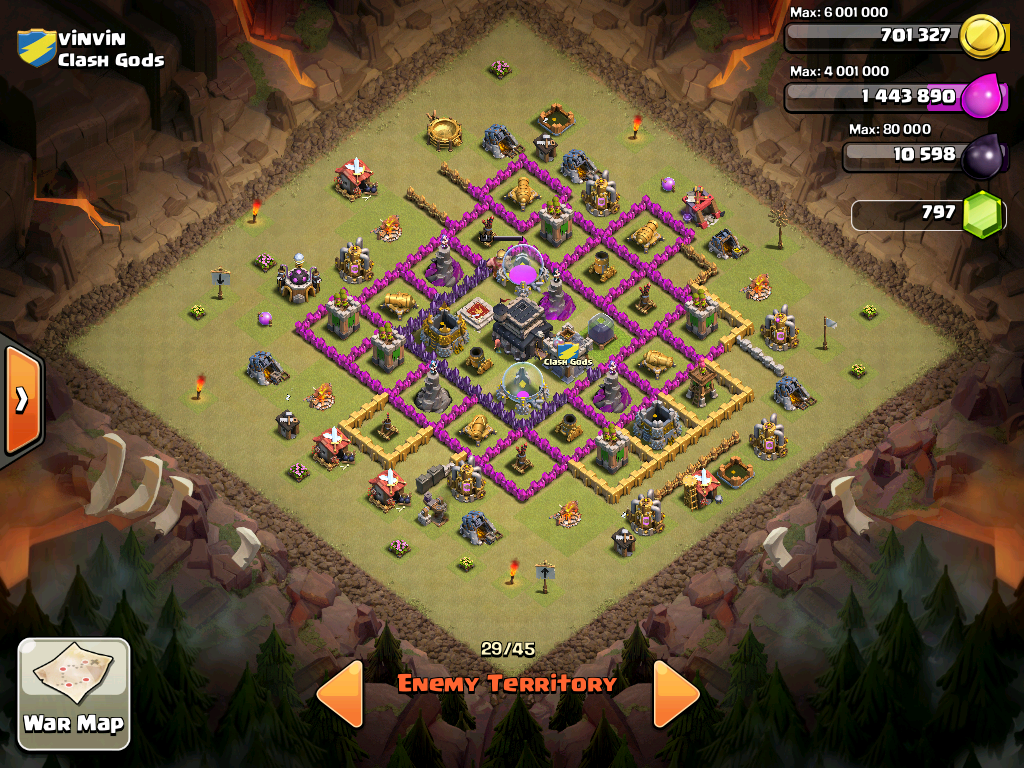 vinvin
Clash Gods
Max: 6 001 000
701 327
Max: 4 001 000
1 443 890
Max: 80 000
10 598
797
Clash Gods
29/45
Enemy Territory
War Map